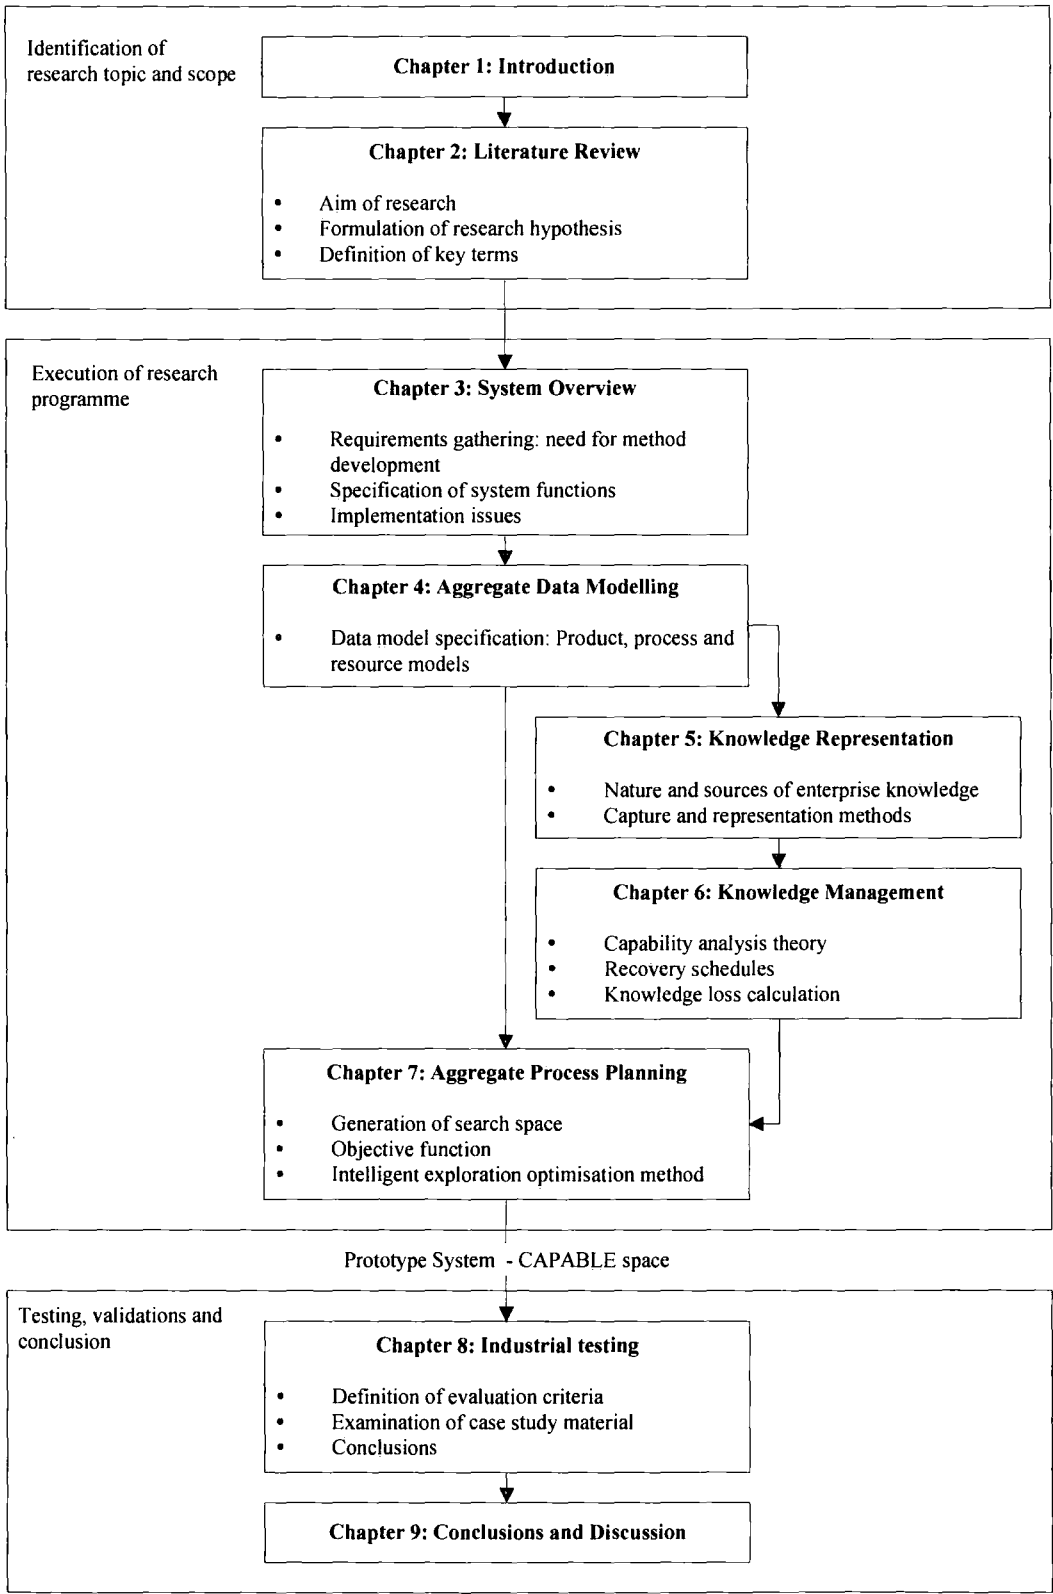 Identification of
research topic and scope
Chapter 1: Introduction
Chapter 2: Literature Review
• Aim of research
• Formulation of research hypothesis
• Definition of key terms
Execution of research
programme
Chapter 3: System Overview
• Requirements gathering: need for method
development
• Specification of system functions
• Implementation issues
Chapter 4: Aggregate Data Modelling
• Data model specification: Product, process and
resource models
Chapter 5: Knowledge Representation
• Nature and sources of enterprise knowledge
• Capture and representation methods
Chapter 6: Knowledge Management
• Capability analysis theory
• Recovery schedules
• Knowledge loss calculation
Chapter 7: Aggregate Process Planning
• Generation of search space
• Objective function
• Intelligent exploration optimisation method
Prototype System - CAPABLE space
Testing, validations and
conclusion
Chapter 8: Industrial testing
• Definition of evaluation criteria
• Examination of case study material
• Conclusions
Chapter 9: Conclusions and Discussion